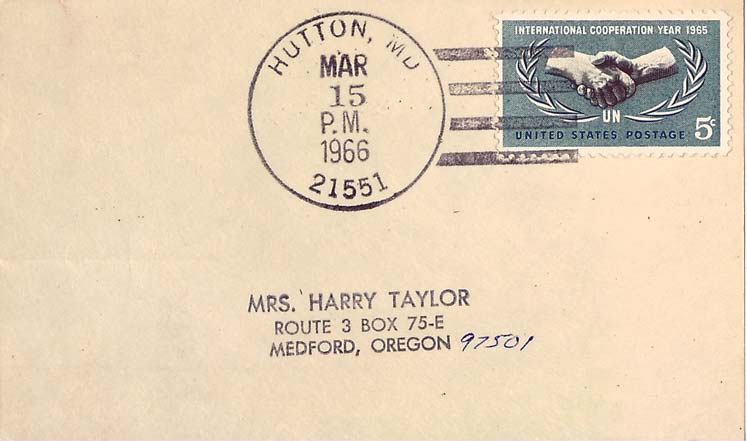 HUTTON, MD
MAR
15
P.M.
1966
21551
INTERNATIONAL COOPERATION YEAR 1965
UN
UNITED STATES POSTAGE 5c
MRS. HARRY TAYLOR
ROUTE 3 BOX 75-E
MEDFORD, OREGON 97501